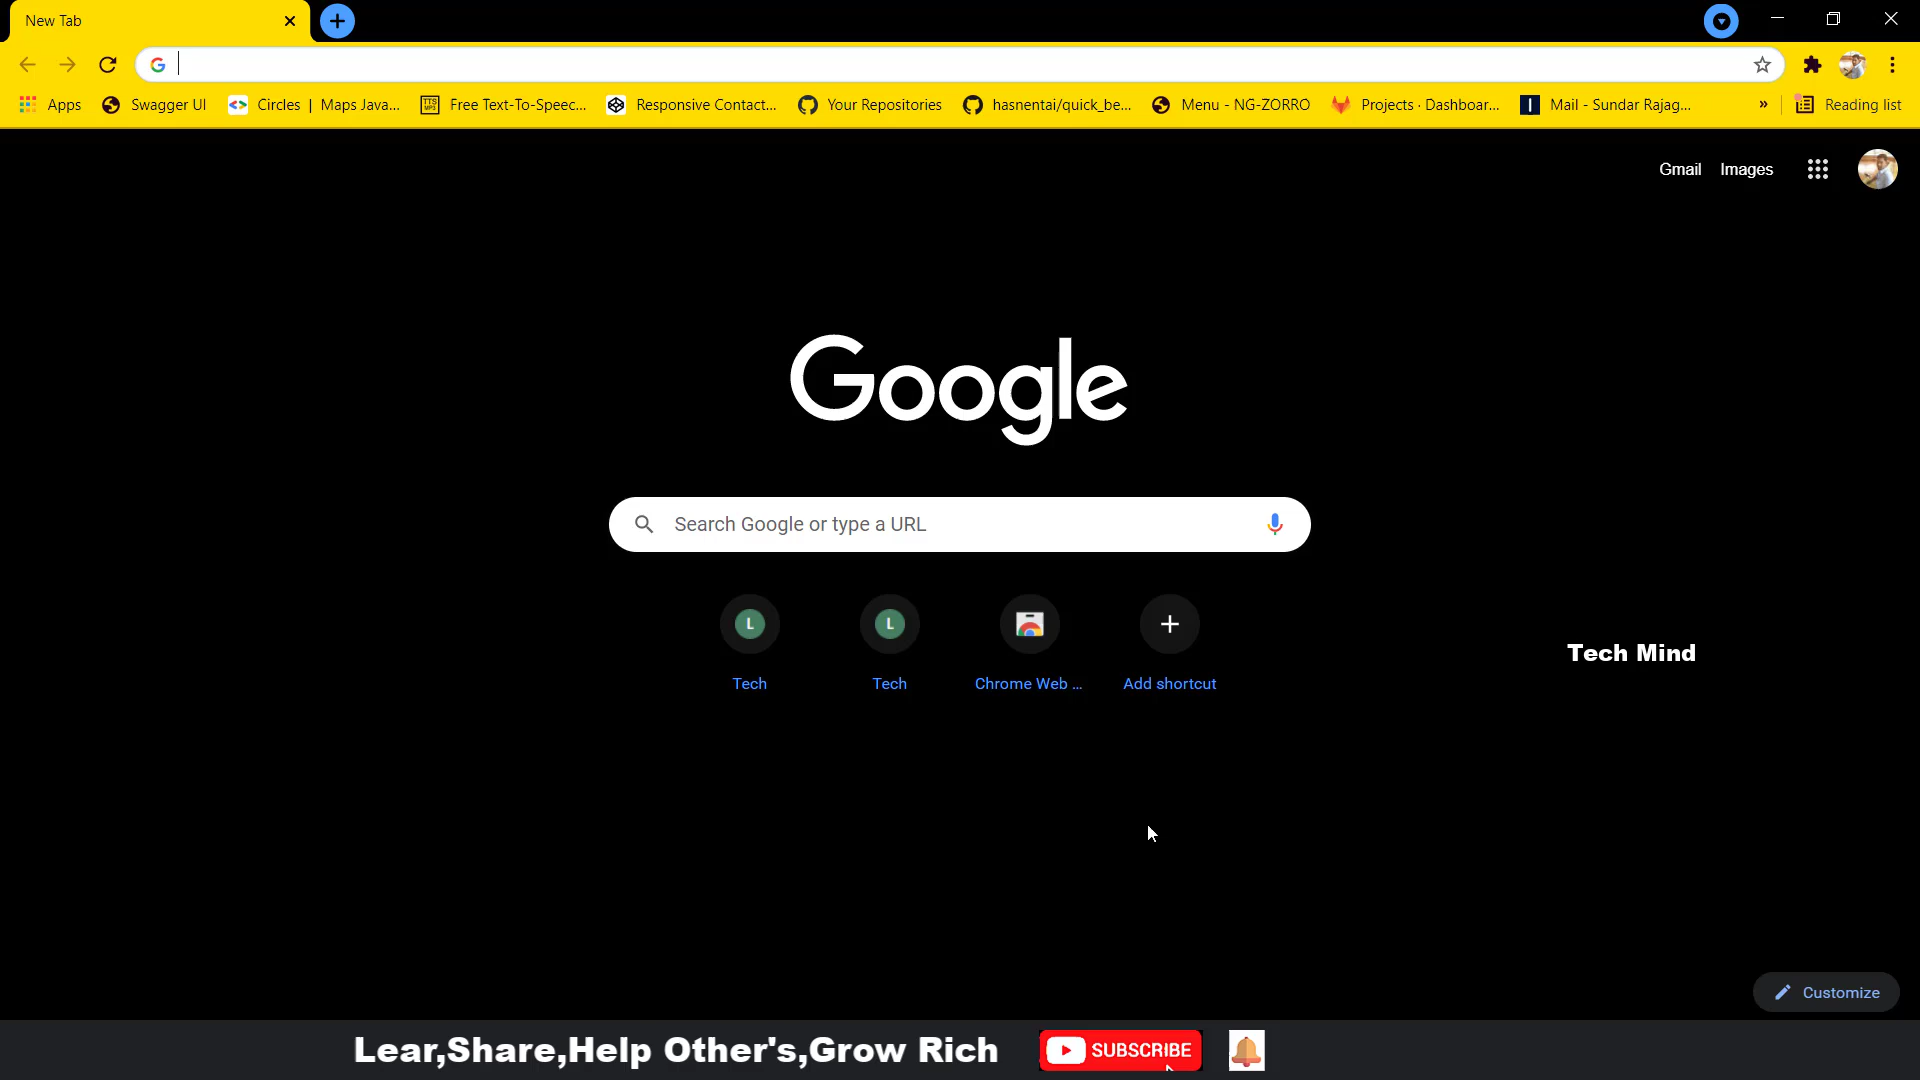 New Tab
Apps Swagger UI Circles | Maps Java... Free Text-To-Speec... Responsive Contact... Your Repositories hasnentai/quick_be... Menu - NG-ZORRO Projects · Dashboar... Mail - Sundar Rajag... » Reading list
Gmail Images
Google
Search Google or type a URL
L L
Tech Tech Chrome Web ... Add shortcut
Tech Mind
Customize
Lear,Share,Help Other's,Grow Rich SUBSCRIBE